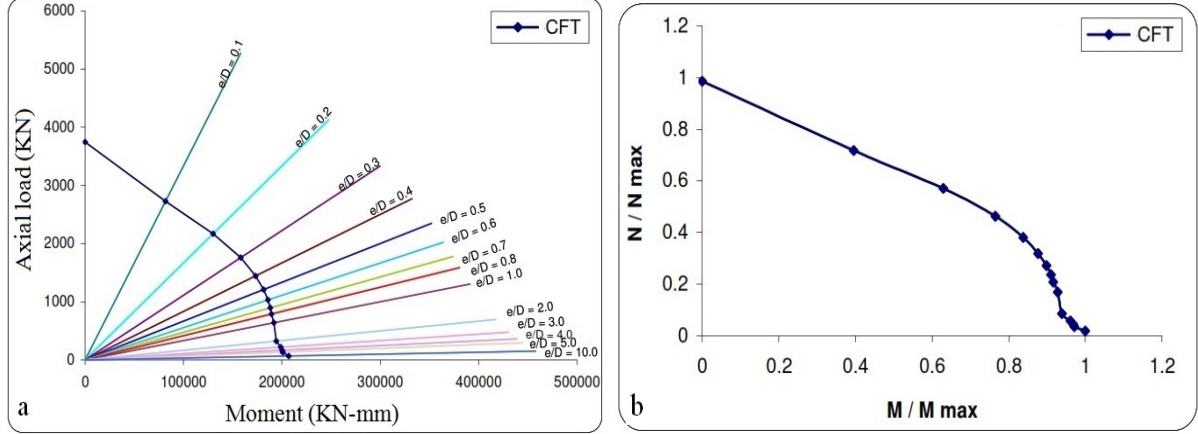 6000
5000
4000
3000
2000
1000
0
Axial load (KN)
CFT
e/D = 0.1
e/D = 0.2
e/D = 0.3
e/D = 0.4
e/D = 0.5
e/D = 0.6
e/D = 0.7
e/D = 0.8
e/D = 1.0
e/D = 2.0
e/D = 3.0
e/D = 4.0
e/D = 5.0
e/D = 10.0
0 100000 200000 300000 400000 500000
a Moment (KN-mm)
1.2
1
0.8
0.6
0.4
0.2
0
N / N max
CFT
0 0.2 0.4 0.6 0.8 1 1.2
b M / M max